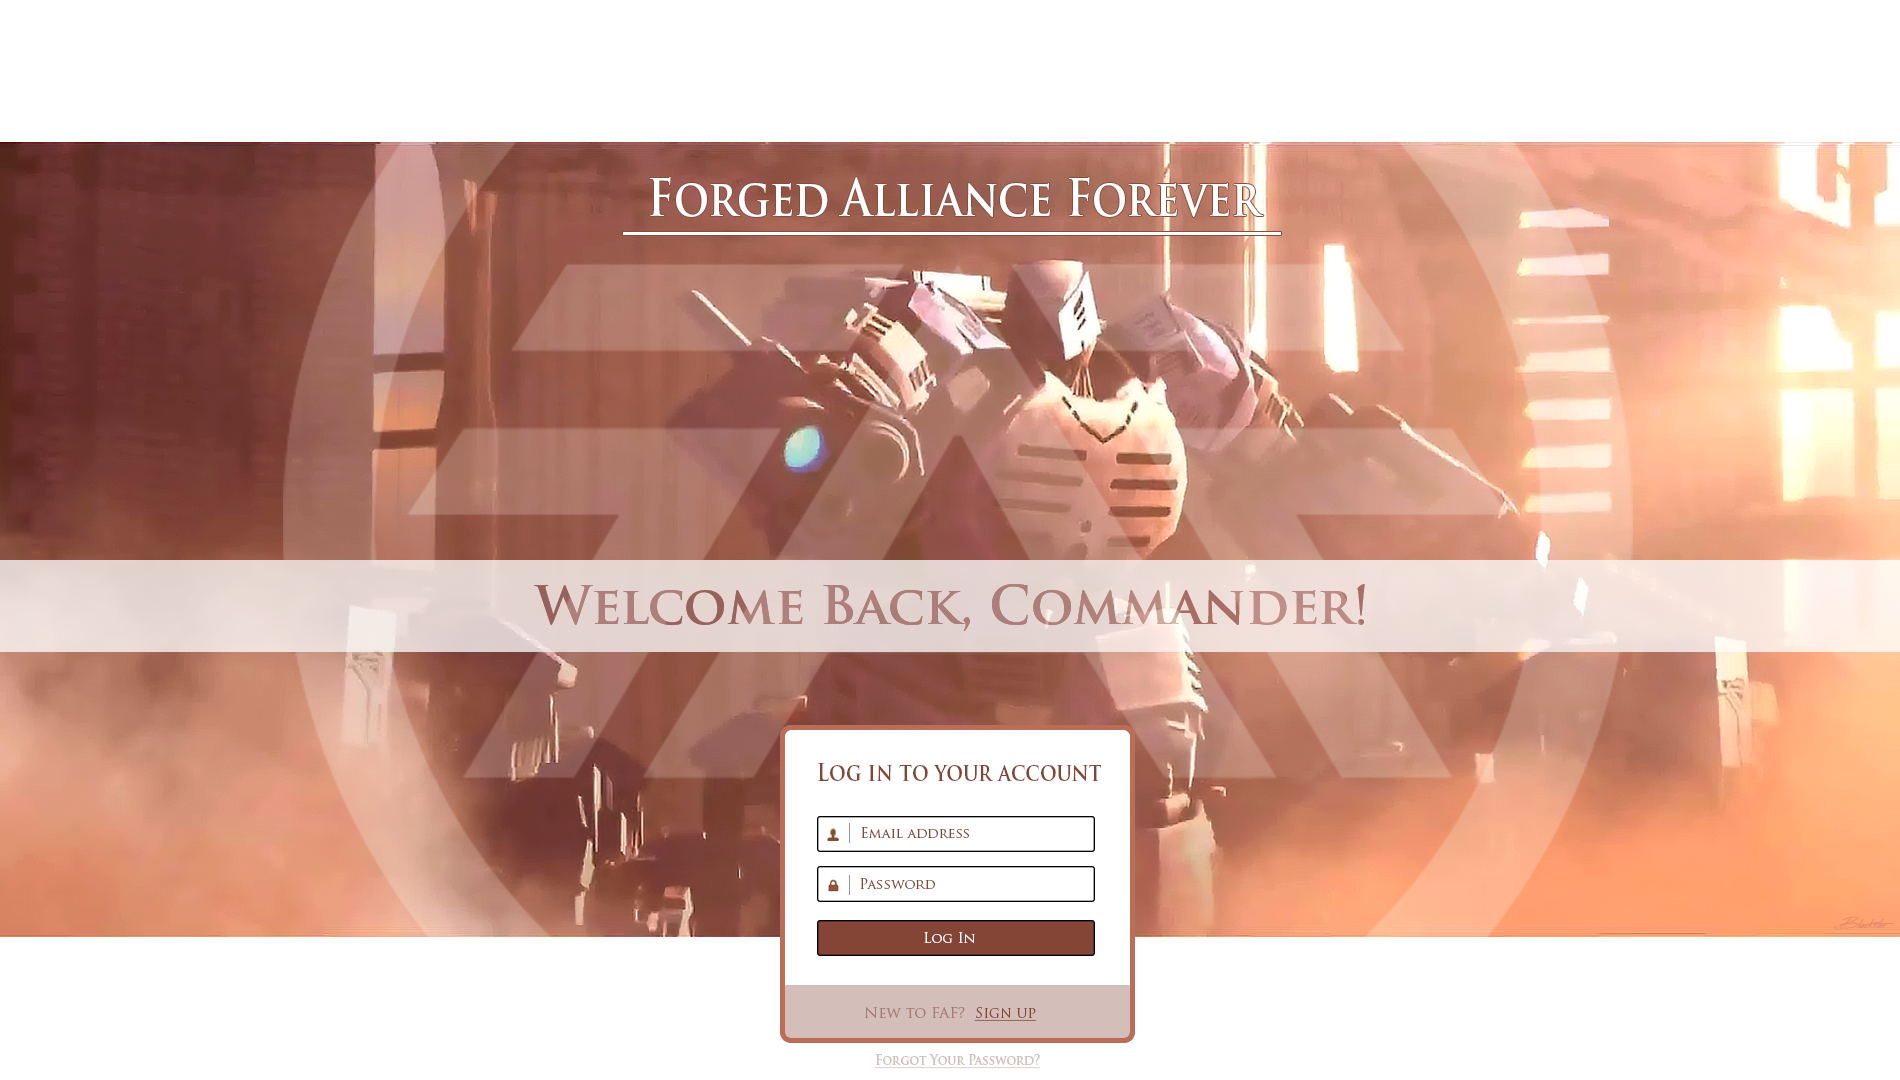 Forged Alliance Forever
Welcome Back, Commander!
Log in to your account
Email address
Password
Log In
New to FAF? Sign up
Forgot Your Password?